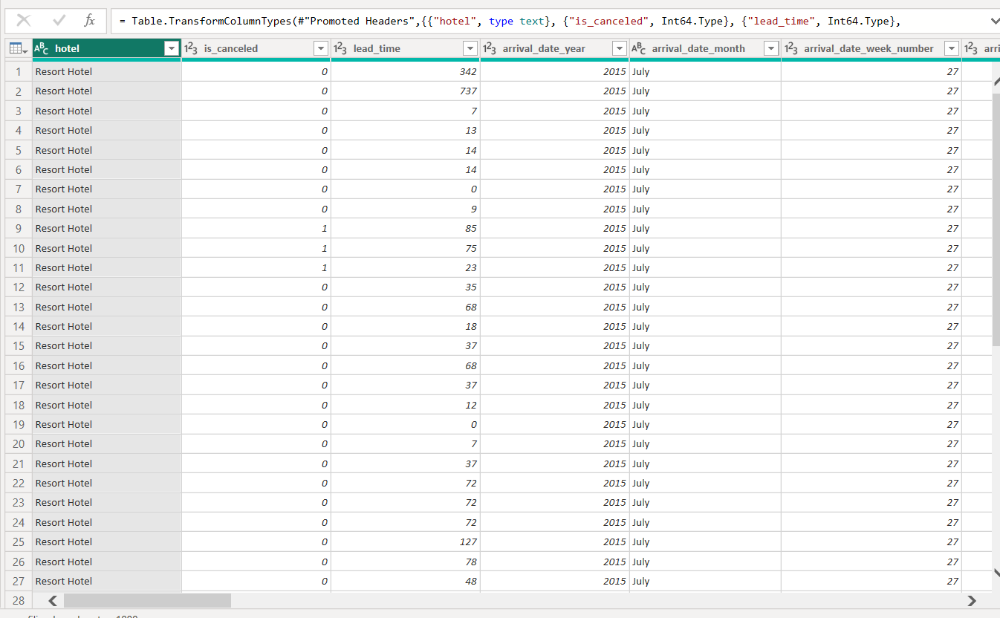 fx = Table.TransformColumnTypes(#"Promoted Headers",{{"hotel", type text}, {"is_canceled", Int64.Type}, {"lead_time", Int64.Type},
ABC hotel 123 is_canceled 123 lead_time 123 arrival_date_year ABC arrival_date_month 123 arrival_date_week_number 123 arri
1 Resort Hotel 0 342 2015 July 27
2 Resort Hotel 0 737 2015 July 27
3 Resort Hotel 0 7 2015 July 27
4 Resort Hotel 0 13 2015 July 27
5 Resort Hotel 0 14 2015 July 27
6 Resort Hotel 0 14 2015 July 27
7 Resort Hotel 0 0 2015 July 27
8 Resort Hotel 0 9 2015 July 27
9 Resort Hotel 1 85 2015 July 27
10 Resort Hotel 1 75 2015 July 27
11 Resort Hotel 1 23 2015 July 27
12 Resort Hotel 0 35 2015 July 27
13 Resort Hotel 0 68 2015 July 27
14 Resort Hotel 0 18 2015 July 27
15 Resort Hotel 0 37 2015 July 27
16 Resort Hotel 0 68 2015 July 27
17 Resort Hotel 0 37 2015 July 27
18 Resort Hotel 0 12 2015 July 27
19 Resort Hotel 0 0 2015 July 27
20 Resort Hotel 0 7 2015 July 27
21 Resort Hotel 0 37 2015 July 27
22 Resort Hotel 0 72 2015 July 27
23 Resort Hotel 0 72 2015 July 27
24 Resort Hotel 0 72 2015 July 27
25 Resort Hotel 0 127 2015 July 27
26 Resort Hotel 0 78 2015 July 27
27 Resort Hotel 0 48 2015 July 27
28